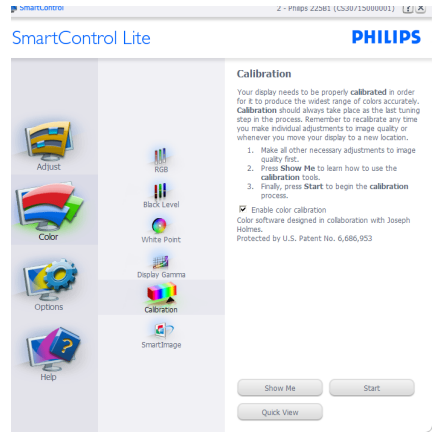 SmartControl
2 - Philips 225B1 (CS30715000001)
?
X
SmartControl Lite
PHILIPS
Adjust
Color
Options
Help
RGB
Black Level
White Point
Display Gamma
Calibration
SmartImage
Calibration
Your display needs to be properly calibrated in order
for it to produce the widest range of colors accurately.
Calibration should always take place as the last tuning
step in the process. Remember to recalibrate any time
you make individual adjustments to image quality or
whenever you move your display to a new location.
1. Make all other necessary adjustments to image
quality first.
2. Press Show Me to learn how to use the
calibration tools.
3. Finally, press Start to begin the calibration
process.
Enable color calibration
Color software designed in collaboration with Joseph
Holmes.
Protected by U.S. Patent No. 6,686,953
Show Me
Start
Quick View